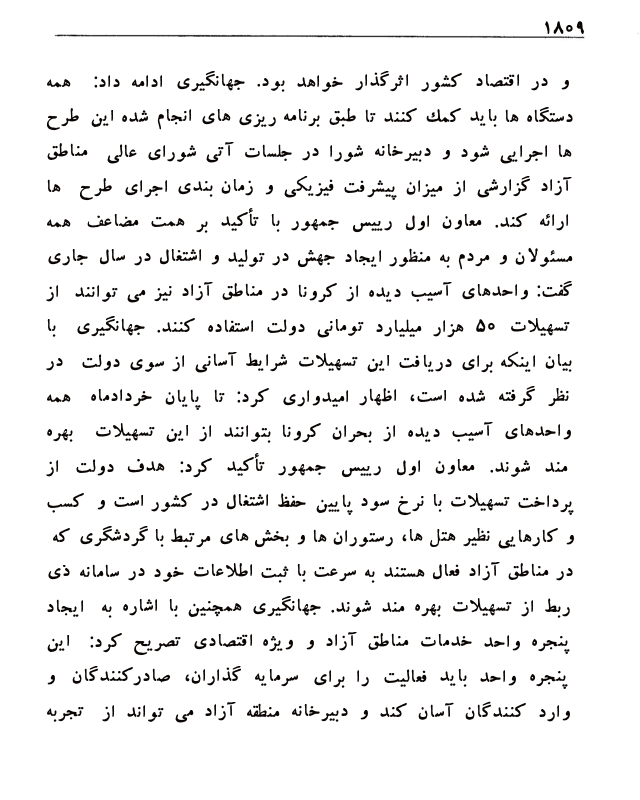 ۱۸۰۹
و در اقتصاد کشور اثرگذار خواهد بود. جهانگیری ادامه داد: همه
دستگاه ها باید کمك کنند تا طبق برنامه ریزی های انجام شده این طرح
ها اجرایی شود و دبیرخانه شورا در جلسات آتی شورای عالی مناطق
آزاد گزارشی از میزان پیشرفت فیزیکی و زمان بندی اجرای طرح ها
ارائه کند. معاون اول رییس جمهور با تأکید بر همت مضاعف همه
مسئولان و مردم به منظور ایجاد جهش در تولید و اشتغال در سال جاری
گفت: واحدهای آسیب دیده از کرونا در مناطق آزاد نیز می توانند از
تسهیلات ۵۰ هزار میلیارد تومانی دولت استفاده کنند. جهانگیری با
بیان اینکه برای دریافت این تسهیلات شرایط آسانی از سوی دولت در
نظر گرفته شده است، اظهار امیدواری کرد: تا پایان خردادماه همه
واحدهای آسیب دیده از بحران کرونا بتوانند از این تسهیلات بهره
مند شوند. معاون اول رییس جمهور تأکید کرد: هدف دولت از
پرداخت تسهیلات با نرخ سود پایین حفظ اشتغال در کشور است و کسب
و کارهایی نظیر هتل ها، رستوران ها و بخش های مرتبط با گردشگری که
در مناطق آزاد فعال هستند به سرعت با ثبت اطلاعات خود در سامانه ذی
ربط از تسهیلات بهره مند شوند. جهانگیری همچنین با اشاره به ایجاد
پنجره واحد خدمات مناطق آزاد و ویژه اقتصادی تصریح کرد: این
پنجره واحد باید فعالیت را برای سرمایه گذاران، صادرکنندگان و
وارد کنندگان آسان کند و دبیرخانه منطقه آزاد می تواند از تجربه